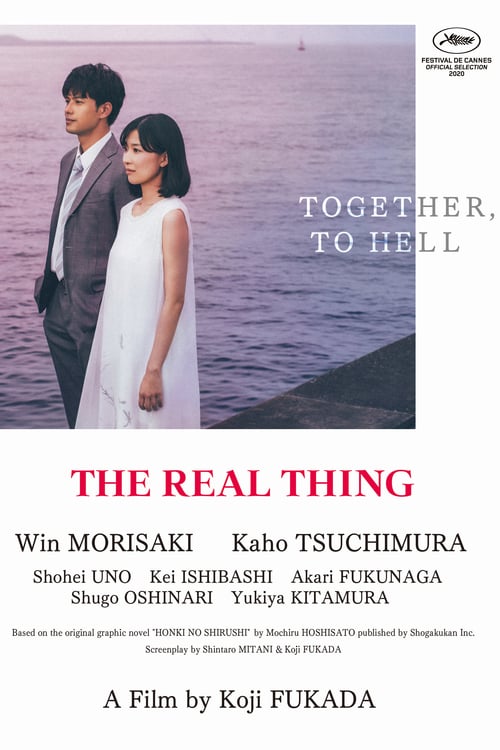 FESTIVAL DE CANNES
OFFICIAL SELECTION
2020
TOGETHER,
TO HELL
THE REAL THING
Win MORISAKI Kaho TSUCHIMURA
Shohei UNO Kei ISHIBASHI Akari FUKUNAGA
Shugo OSHINARI Yukiya KITAMURA
Based on the original graphic novel "HONKI NO SHIRUSHI" by Mochiru HOSHISATO published by Shogakukan Inc.
Screenplay by Shintaro MITANI & Koji FUKADA
A Film by Koji FUKADA